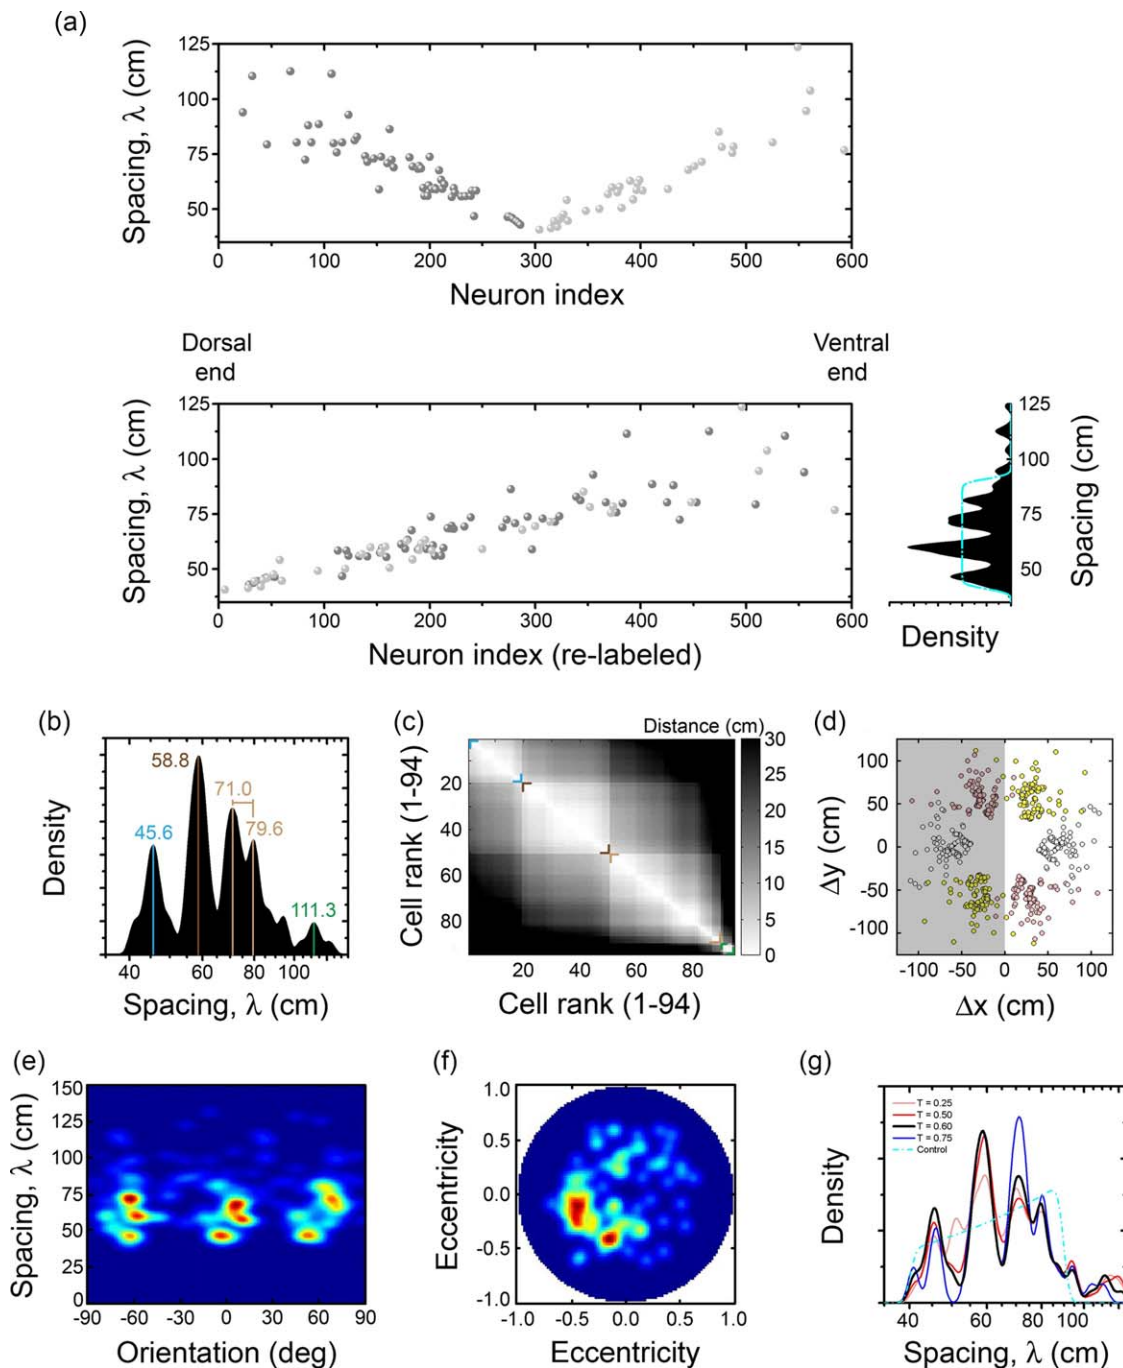 (a)
Spacing, λ (cm)
125
100
75
50
0 100 200 300 400 500 600
Neuron index
Dorsal
end
Ventral
end
Spacing, λ (cm)
125
100
75
50
0 100 200 300 400 500 600
Neuron index (re-labeled)
125
100
75
50
Spacing (cm)
Density
(b)
Density
58.8
71.0
45.6
79.6
111.3
40 60 80 100
Spacing, λ (cm)
(c)
Distance (cm)
Cell rank (1-94)
20
40
60
80
20 40 60 80
Cell rank (1-94)
30
25
20
15
10
5
0
(d)
Δy (cm)
100
50
0
-50
-100
-100 -50 0 50 100
Δx (cm)
(e)
Spacing, λ (cm)
150
125
100
75
50
25
0
-90 -60 -30 0 30 60 90
Orientation (deg)
(f)
Eccentricity
1.0
0.5
0.0
-0.5
-1.0
-1.0 -0.5 0.0 0.5 1.0
Eccentricity
(g)
Density
T = 0.25
T = 0.50
T = 0.60
T = 0.75
Control
40 60 80 100
Spacing, λ (cm)